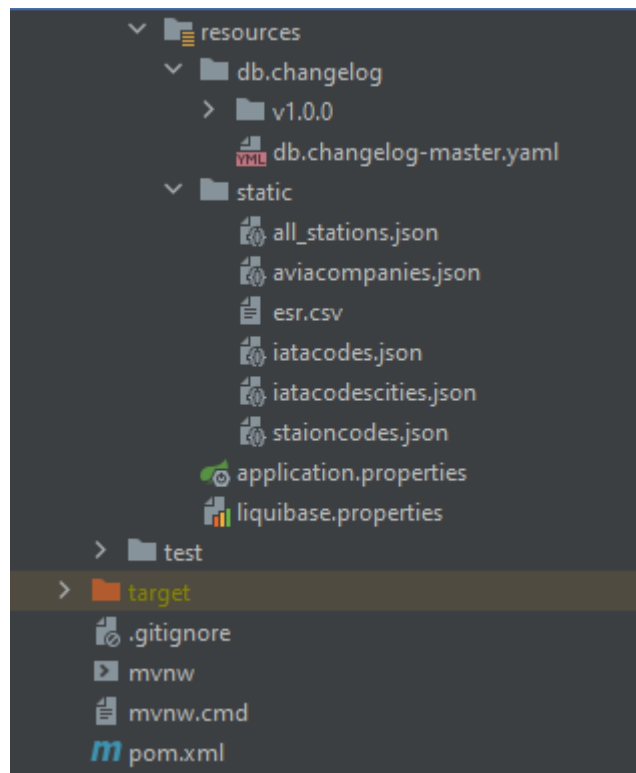 resources
db.changelog
v1.0.0
YML db.changelog-master.yaml
static
all_stations.json
aviacompanies.json
esr.csv
iatacodes.json
iatacodescities.json
staioncodes.json
application.properties
liquibase.properties
test
target
.gitignore
mvnw
mvnw.cmd
m pom.xml